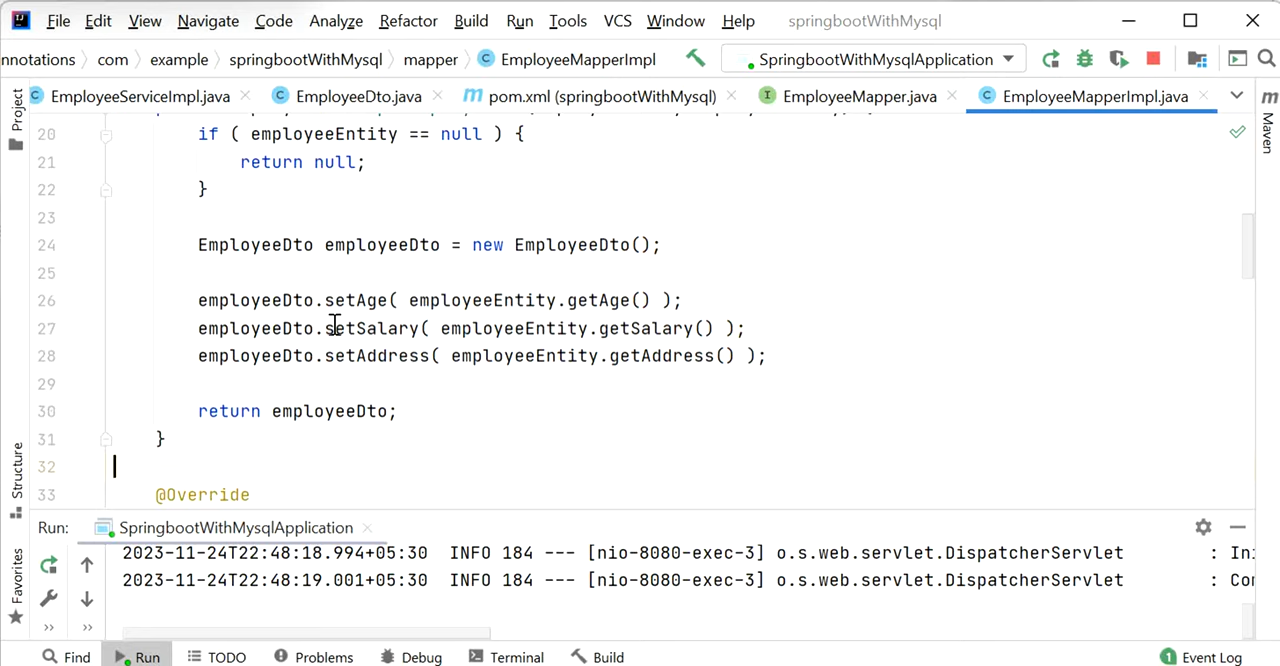 File Edit View Navigate Code Analyze Refactor Build Run Tools VCS Window Help springbootWithMysql
nnotations com example springbootWithMysql mapper EmployeeMapperImpl SpringbootWithMysqlApplication
EmployeeServiceImpl.java EmployeeDto.java pom.xml (springbootWithMysql) EmployeeMapper.java EmployeeMapperImpl.java
Project
Maven
20 if ( employeeEntity == null ) {
21 return null;
22 }
23
24 EmployeeDto employeeDto = new EmployeeDto();
25
26 employeeDto.setAge( employeeEntity.getAge() );
27 employeeDto.setSalary( employeeEntity.getSalary() );
28 employeeDto.setAddress( employeeEntity.getAddress() );
29
30 return employeeDto;
31 }
32
33 @Override
Structure
Favorites
Run: SpringbootWithMysqlApplication
2023-11-24T22:48:18.994+05:30 INFO 184 --- [nio-8080-exec-3] o.s.web.servlet.DispatcherServlet : In
2023-11-24T22:48:19.001+05:30 INFO 184 --- [nio-8080-exec-3] o.s.web.servlet.DispatcherServlet : Co
Find Run TODO Problems Debug Terminal Build 1 Event Log